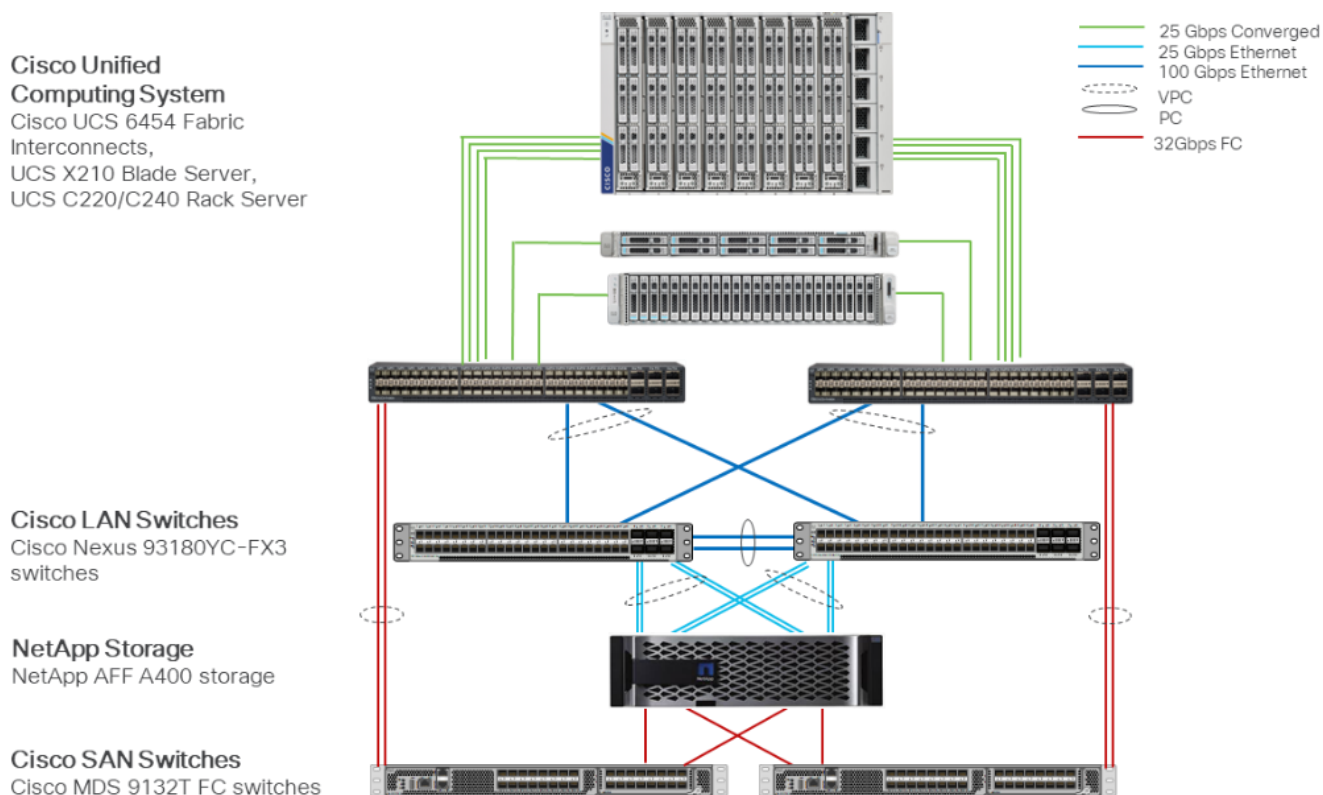 Cisco Unified
Computing System
Cisco UCS 6454 Fabric
Interconnects,
UCS X210 Blade Server,
UCS C220/C240 Rack Server
25 Gbps Converged
25 Gbps Ethernet
100 Gbps Ethernet
VPC
PC
32Gbps FC
CISCO
Cisco LAN Switches
Cisco Nexus 93180YC-FX3
switches
NetApp Storage
NetApp AFF A400 storage
NetApp
Cisco SAN Switches
Cisco MDS 9132T FC switches